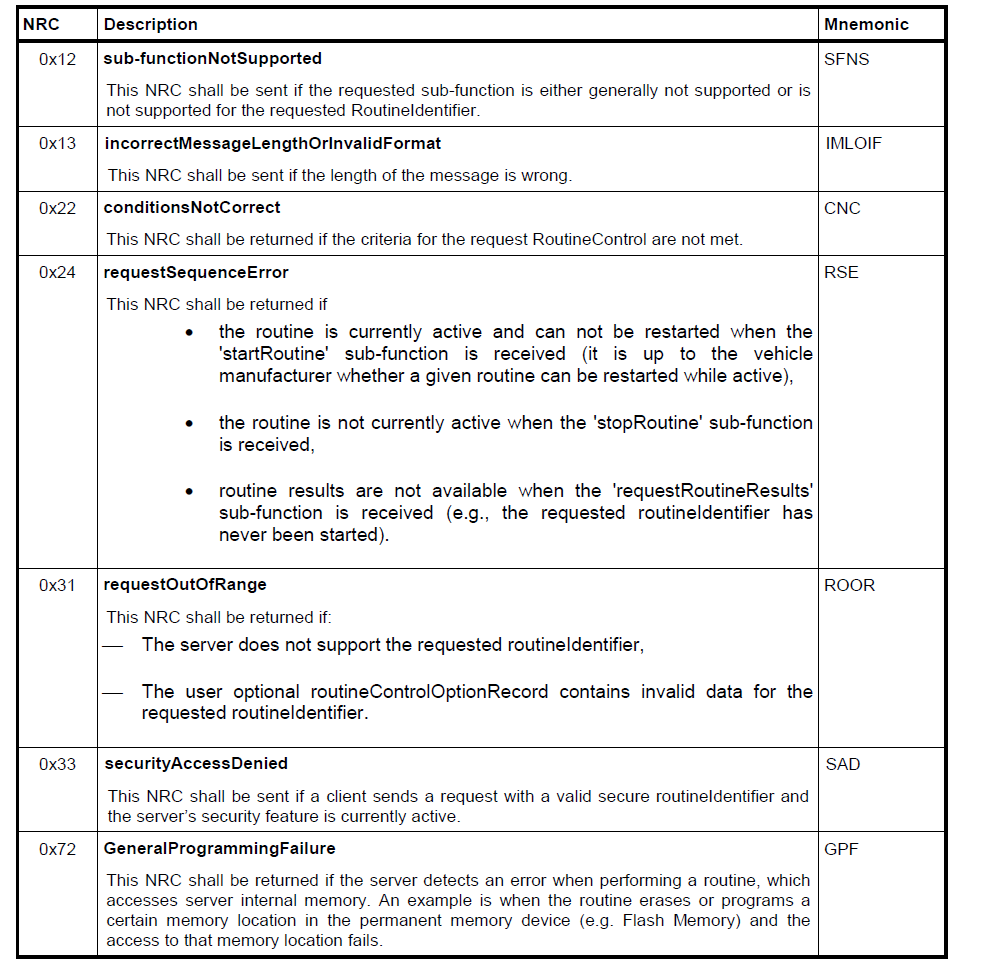 NRC Description Mnemonic
0x12 sub-functionNotSupported SFNS
This NRC shall be sent if the requested sub-function is either generally not supported or is
not supported for the requested RoutineIdentifier.
0x13 incorrectMessageLengthOrInvalidFormat IMLOIF
This NRC shall be sent if the length of the message is wrong.
0x22 conditionsNotCorrect CNC
This NRC shall be returned if the criteria for the request RoutineControl are not met.
0x24 requestSequenceError RSE
This NRC shall be returned if
• the routine is currently active and can not be restarted when the
'startRoutine' sub-function is received (it is up to the vehicle
manufacturer whether a given routine can be restarted while active),
• the routine is not currently active when the 'stopRoutine' sub-function
is received,
• routine results are not available when the 'requestRoutineResults'
sub-function is received (e.g., the requested routineIdentifier has
never been started).
0x31 requestOutOfRange ROOR
This NRC shall be returned if:
— The server does not support the requested routineIdentifier,
— The user optional routineControlOptionRecord contains invalid data for the
requested routineIdentifier.
0x33 securityAccessDenied SAD
This NRC shall be sent if a client sends a request with a valid secure routineIdentifier and
the server’s security feature is currently active.
0x72 GeneralProgrammingFailure GPF
This NRC shall be returned if the server detects an error when performing a routine, which
accesses server internal memory. An example is when the routine erases or programs a
certain memory location in the permanent memory device (e.g. Flash Memory) and the
access to that memory location fails.